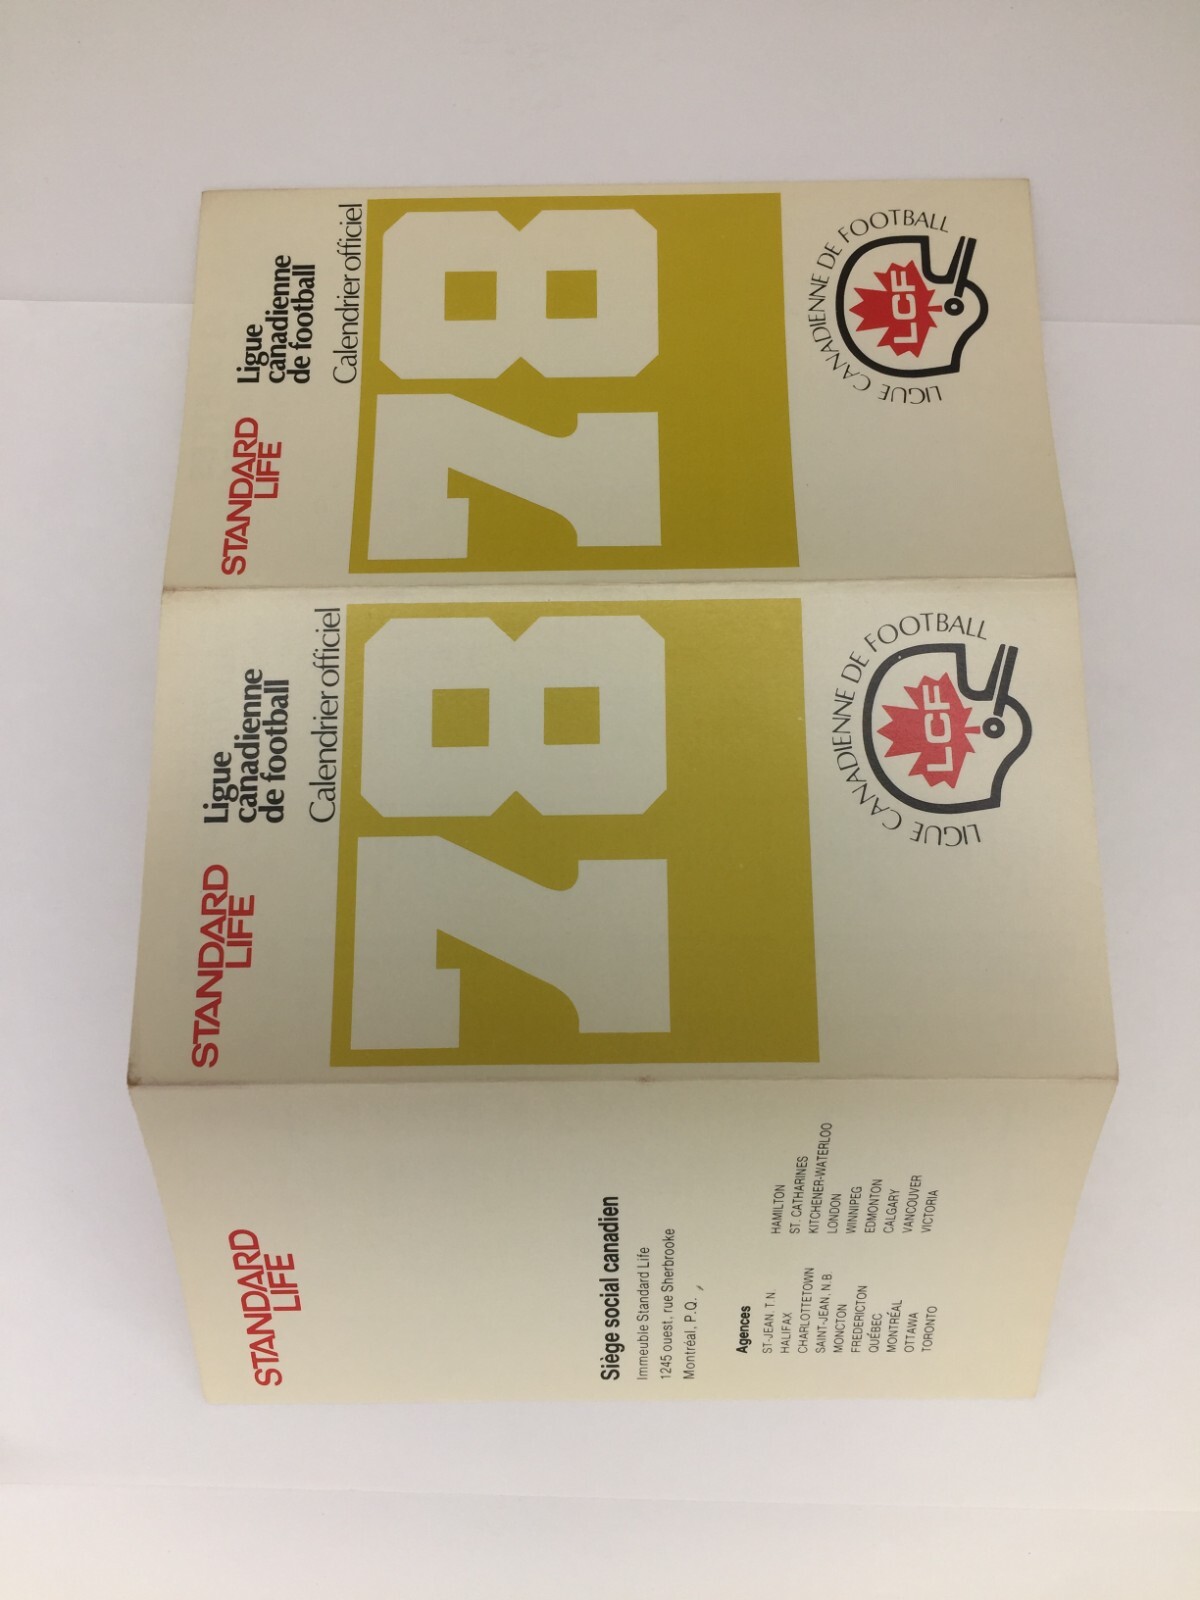 STANDARD
LIFE
Siège social canadien
Immeuble Standard Life
1245 ouest, rue Sherbrooke
Montréal, P.Q.
Agences
ST-JEAN, T.N.
HALIFAX
CHARLOTTETOWN
SAINT-JEAN, N.B.
MONCTON
FREDERICTON
QUÉBEC
MONTRÉAL
OTTAWA
TORONTO
HAMILTON
ST. CATHARINES
KITCHENER-WATERLOO
LONDON
WINNIPEG
EDMONTON
CALGARY
VANCOUVER
VICTORIA
STANDARD
LIFE
Ligue
canadienne
de football
Calendrier officiel
78
LIGUE CANADIENNE DE FOOTBALL
LCF
STANDARD
LIFE
Ligue
canadienne
de football
Calendrier officiel
78
LIGUE CANADIENNE DE FOOTBALL
LCF